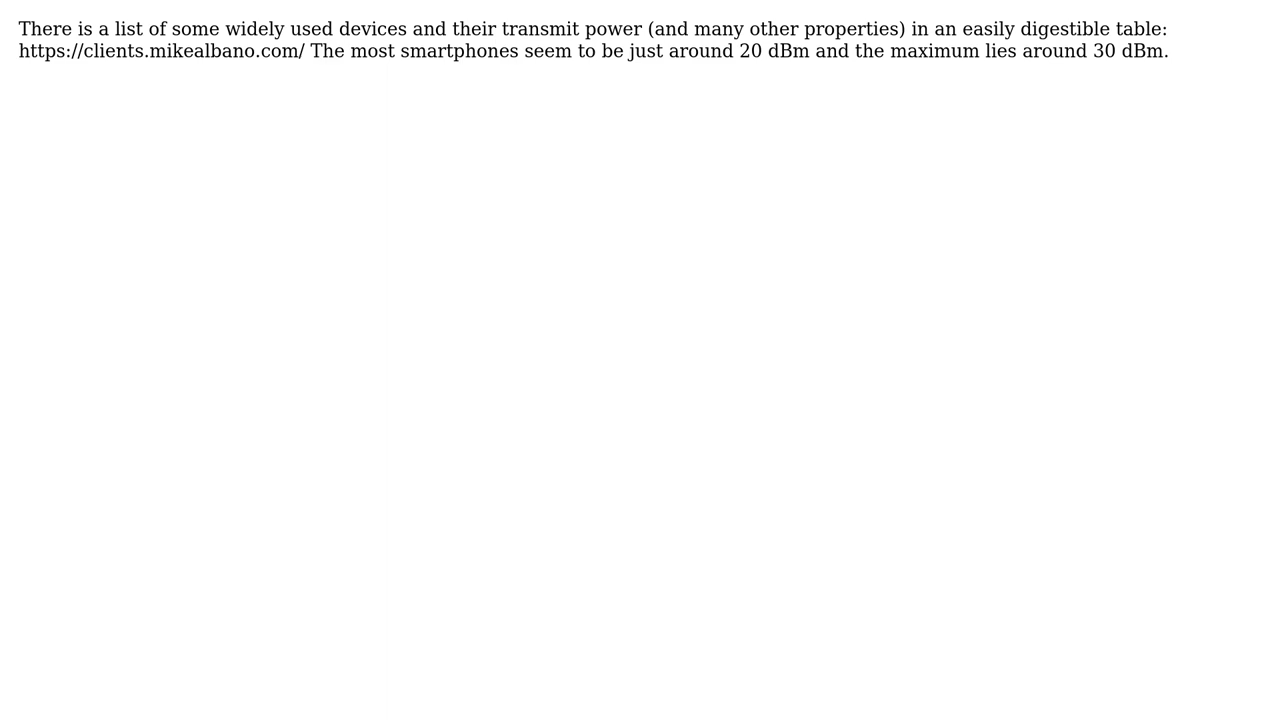 There is a list of some widely used devices and their transmit power (and many other properties) in an easily digestible table:
https://clients.mikealbano.com/ The most smartphones seem to be just around 20 dBm and the maximum lies around 30 dBm.